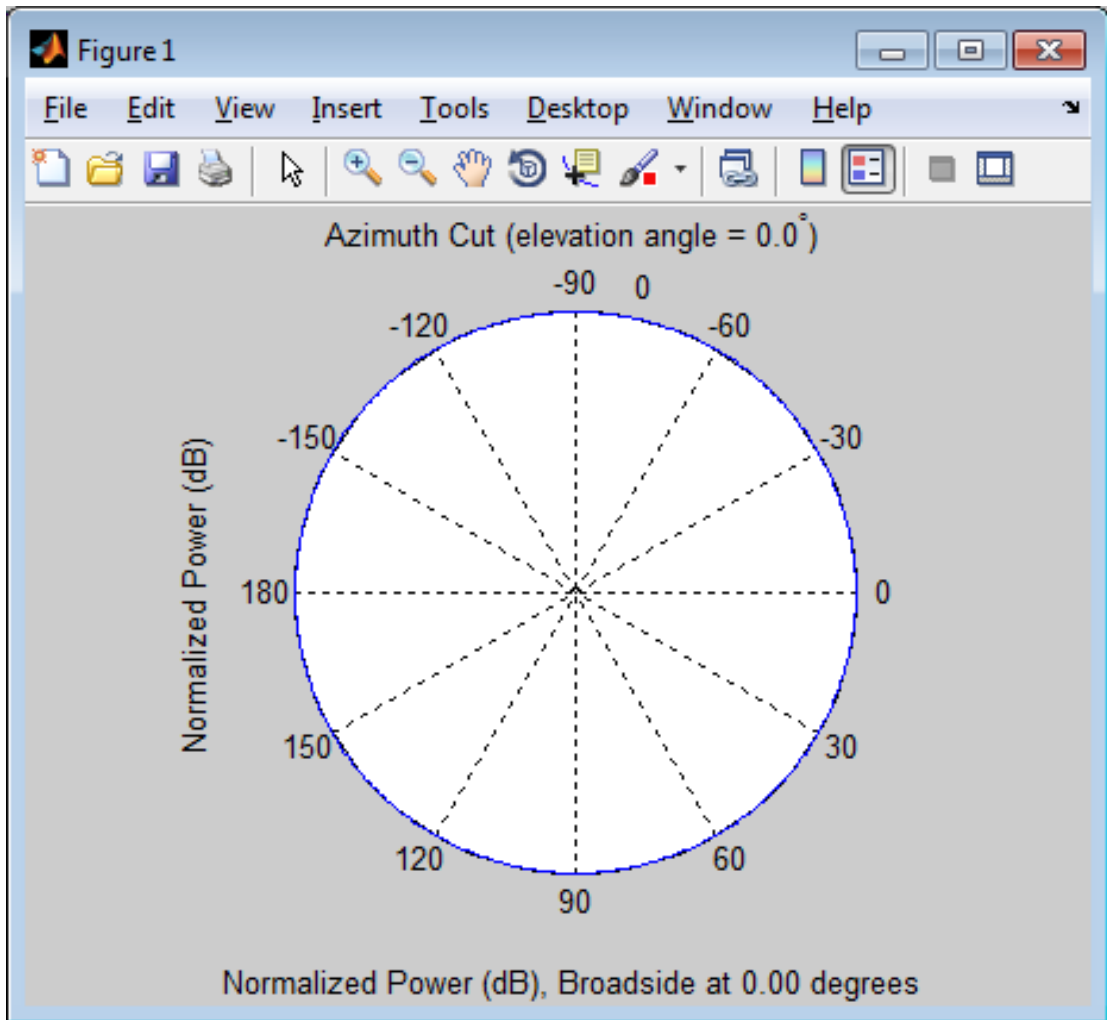 Figure 1
File Edit View Insert Tools Desktop Window Help
Azimuth Cut (elevation angle = 0.0°)
-90 0
-120 -60
-150 -30
180 0
150 30
120 60
90
Normalized Power (dB)
Normalized Power (dB), Broadside at 0.00 degrees